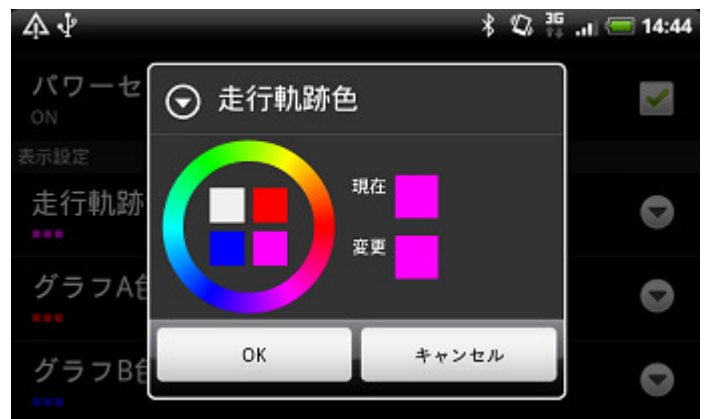 3G
14:44
パワーセ
ON
表示設定
走行軌跡
グラフA色
グラフB色
走行軌跡色
現在
変更
OK
キャンセル